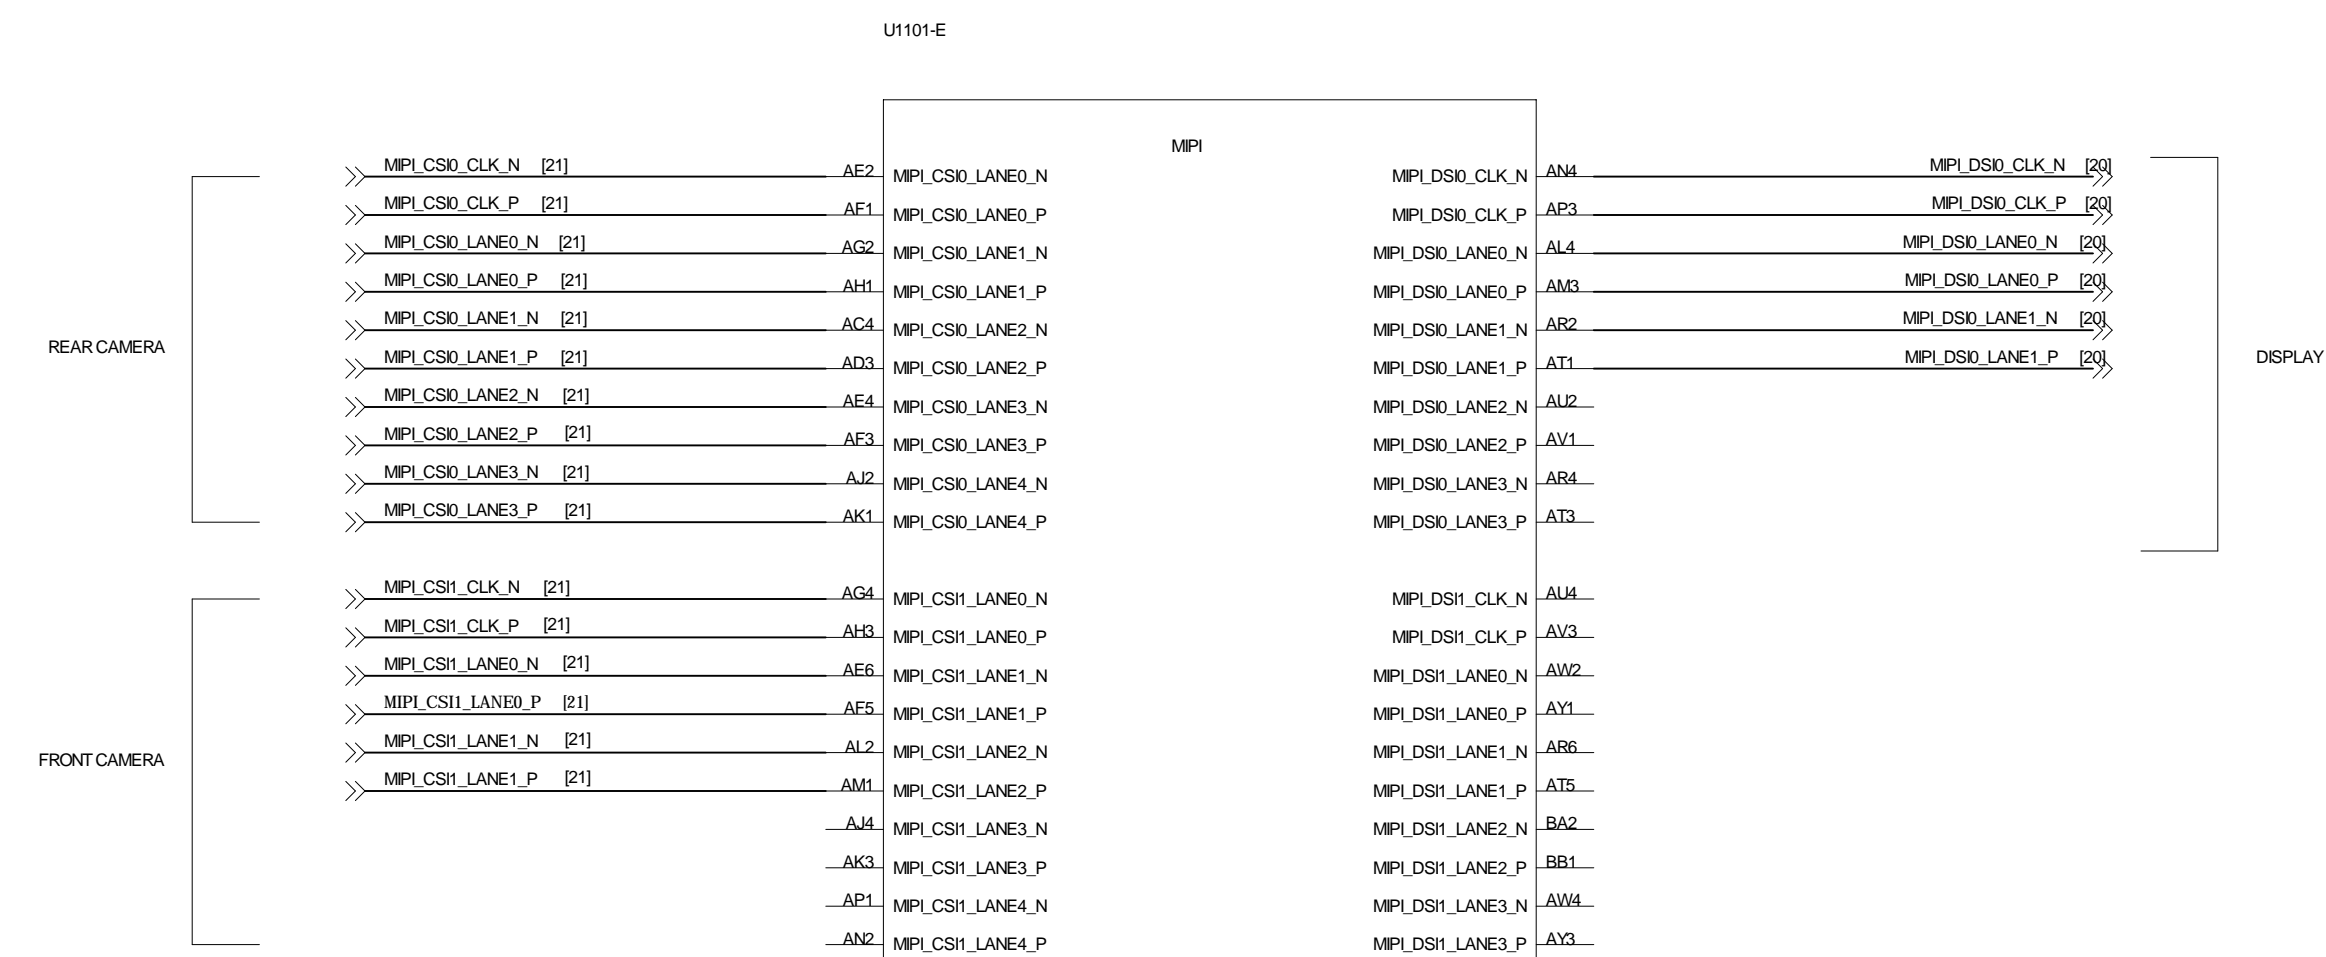 U1101-E
MIPI
MIPI_CSI0_CLK_N [21] AE2 MIPI_CSI0_LANE0_N MIPI_DSI0_CLK_N AN4 MIPI_DSI0_CLK_N [20]
MIPI_CSI0_CLK_P [21] AF1 MIPI_CSI0_LANE0_P MIPI_DSI0_CLK_P AP3 MIPI_DSI0_CLK_P [20]
MIPI_CSI0_LANE0_N [21] AG2 MIPI_CSI0_LANE1_N MIPI_DSI0_LANE0_N AL4 MIPI_DSI0_LANE0_N [20]
MIPI_CSI0_LANE0_P [21] AH1 MIPI_CSI0_LANE1_P MIPI_DSI0_LANE0_P AM3 MIPI_DSI0_LANE0_P [20]
MIPI_CSI0_LANE1_N [21] AC4 MIPI_CSI0_LANE2_N MIPI_DSI0_LANE1_N AR2 MIPI_DSI0_LANE1_N [20]
REAR CAMERA
MIPI_CSI0_LANE1_P [21] AD3 MIPI_CSI0_LANE2_P MIPI_DSI0_LANE1_P AT1 MIPI_DSI0_LANE1_P [20]
DISPLAY
MIPI_CSI0_LANE2_N [21] AE4 MIPI_CSI0_LANE3_N MIPI_DSI0_LANE2_N AU2
MIPI_CSI0_LANE2_P [21] AF3 MIPI_CSI0_LANE3_P MIPI_DSI0_LANE2_P AV1
MIPI_CSI0_LANE3_N [21] AJ2 MIPI_CSI0_LANE4_N MIPI_DSI0_LANE3_N AR4
MIPI_CSI0_LANE3_P [21] AK1 MIPI_CSI0_LANE4_P MIPI_DSI0_LANE3_P AT3
MIPI_CSI1_CLK_N [21] AG4 MIPI_CSI1_LANE0_N MIPI_DSI1_CLK_N AU4
MIPI_CSI1_CLK_P [21] AH3 MIPI_CSI1_LANE0_P MIPI_DSI1_CLK_P AV3
MIPI_CSI1_LANE0_N [21] AE6 MIPI_CSI1_LANE1_N MIPI_DSI1_LANE0_N AW2
MIPI_CSI1_LANE0_P [21] AF5 MIPI_CSI1_LANE1_P MIPI_DSI1_LANE0_P AY1
MIPI_CSI1_LANE1_N [21] AL2 MIPI_CSI1_LANE2_N MIPI_DSI1_LANE1_N AR6
FRONT CAMERA
MIPI_CSI1_LANE1_P [21] AM1 MIPI_CSI1_LANE2_P MIPI_DSI1_LANE1_P AT5
AJ4 MIPI_CSI1_LANE3_N MIPI_DSI1_LANE2_N BA2
AK3 MIPI_CSI1_LANE3_P MIPI_DSI1_LANE2_P BB1
AP1 MIPI_CSI1_LANE4_N MIPI_DSI1_LANE3_N AW4
AN2 MIPI_CSI1_LANE4_P MIPI_DSI1_LANE3_P AY3